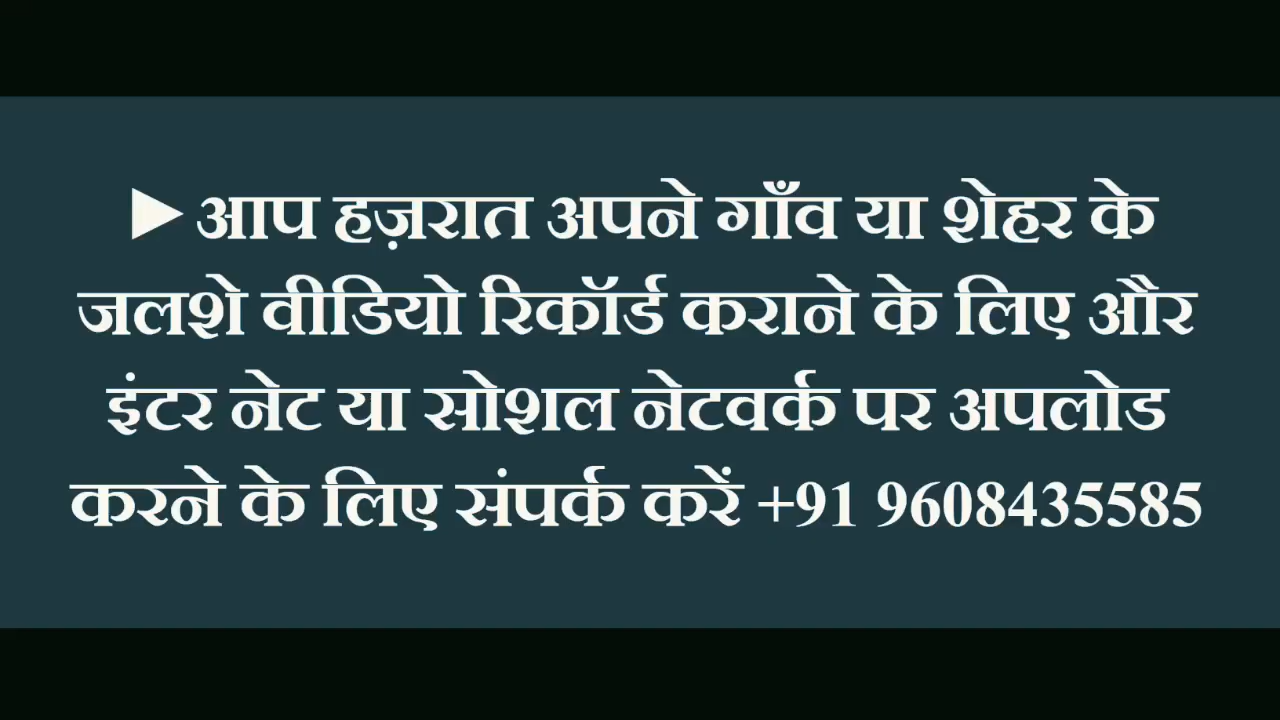 ►आप हज़रात अपने गाँव या शेहर के
जलशे वीडियो रिकॉर्ड कराने के लिए और
इंटर नेट या सोशल नेटवर्क पर अपलोड
करने के लिए संपर्क करें +91 9608435585